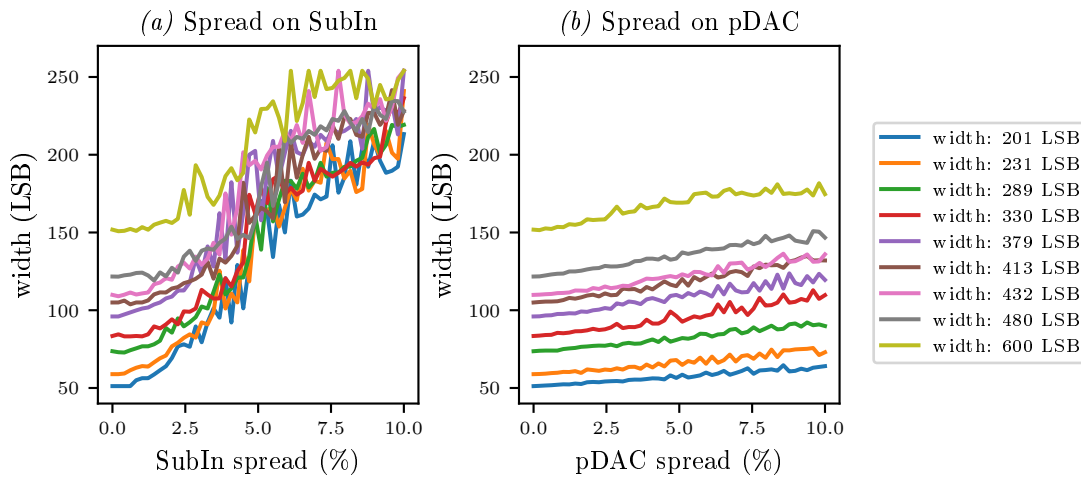 (a) Spread on SubIn
(b) Spread on pDAC
width (LSB)
250
200
150
100
50
0.0 2.5 5.0 7.5 10.0
SubIn spread (%)
width (LSB)
250
200
150
100
50
0.0 2.5 5.0 7.5 10.0
pDAC spread (%)
width: 201 LSB
width: 231 LSB
width: 289 LSB
width: 330 LSB
width: 379 LSB
width: 413 LSB
width: 432 LSB
width: 480 LSB
width: 600 LSB